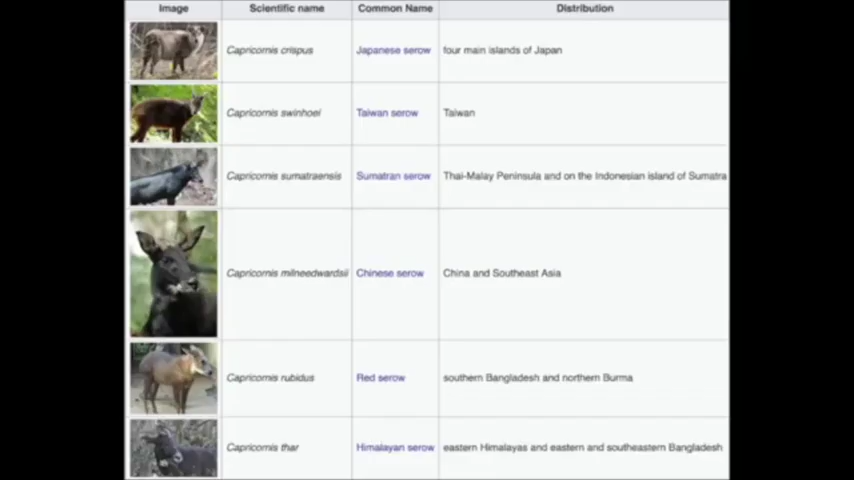 Image Scientific name Common Name Distribution
Capricornis crispus Japanese serow four main islands of Japan
Capricornis swinhoei Taiwan serow Taiwan
Capricornis sumatraensis Sumatran serow Thai-Malay Peninsula and on the Indonesian island of Sumatra
Capricornis milneedwardsii Chinese serow China and Southeast Asia
Capricornis rubidus Red serow southern Bangladesh and northern Burma
Capricornis thar Himalayan serow eastern Himalayas and eastern and southeastern Bangladesh